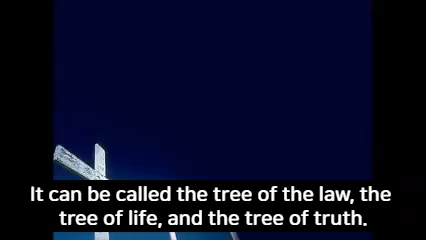 It can be called the tree of the law, the
tree of life, and the tree of truth.